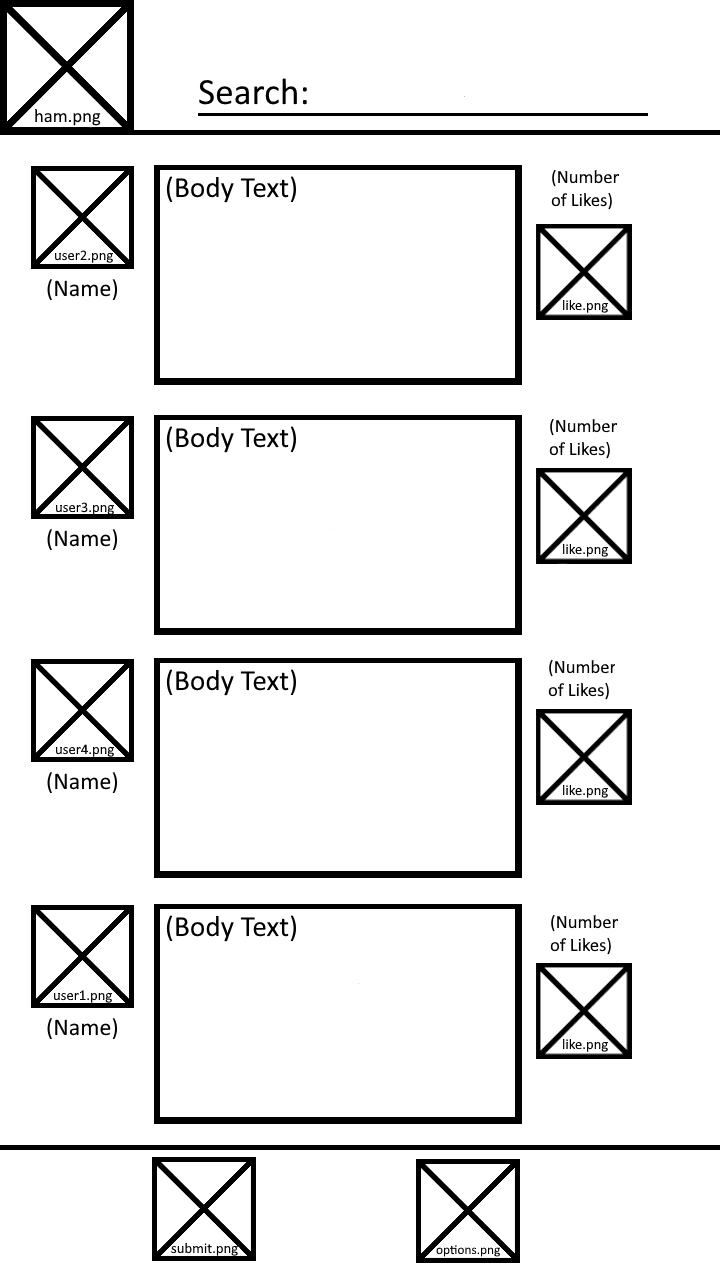 ham.png
Search:
user2.png
(Name)
(Body Text)
(Number
of Likes)
like.png
user3.png
(Name)
(Body Text)
(Number
of Likes)
like.png
user4.png
(Name)
(Body Text)
(Number
of Likes)
like.png
user1.png
(Name)
(Body Text)
(Number
of Likes)
like.png
submit.png
options.png